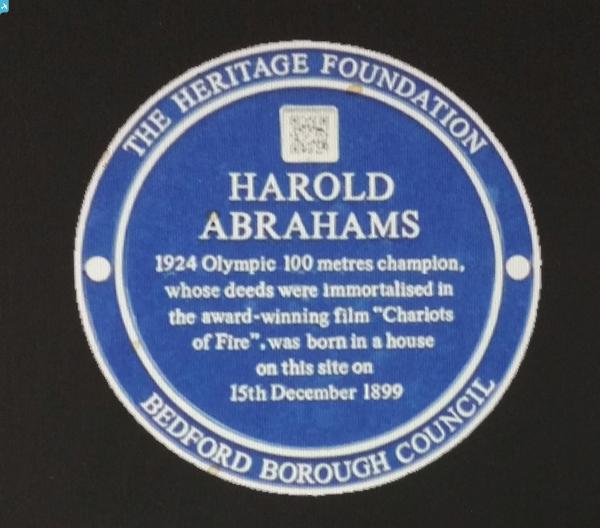 THE HERITAGE FOUNDATION
HAROLD
ABRAHAMS
1924 Olympic 100 metres champion,
whose deeds were immortalised in
the award-winning film "Chariots
of Fire", was born in a house
on this site on
15th December 1899
BEDFORD BOROUGH COUNCIL